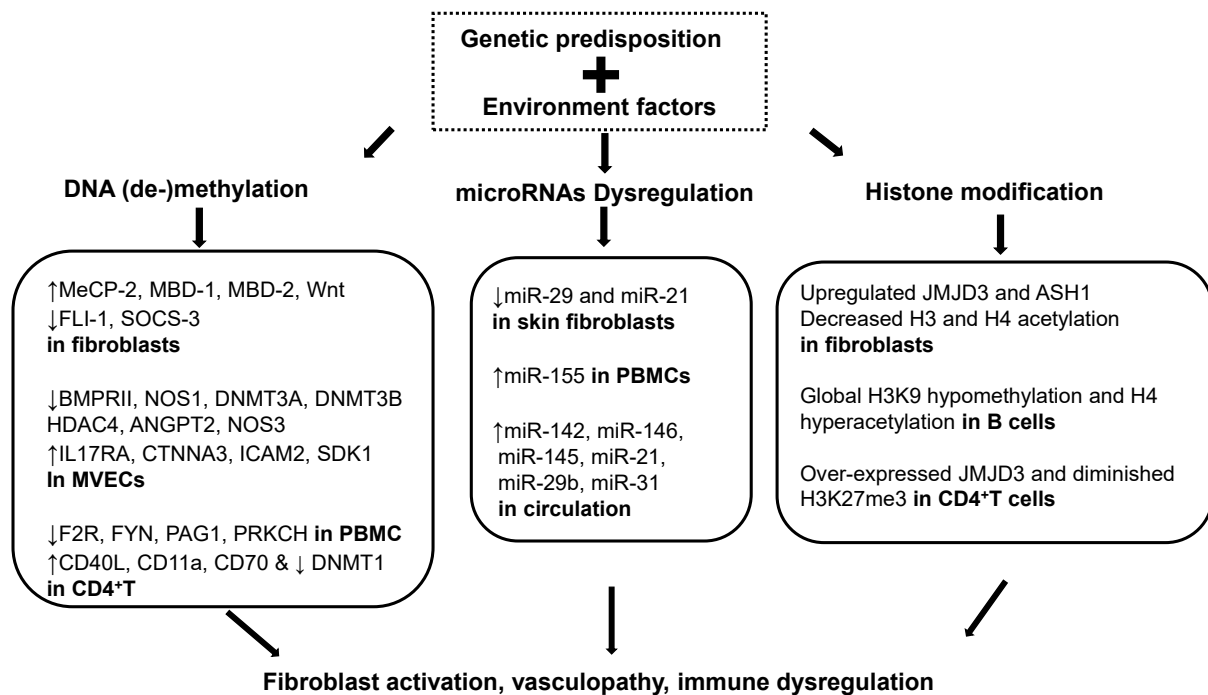 Genetic predisposition
+
Environment factors
DNA (de-)methylation
microRNAs Dysregulation
Histone modification
↑MeCP-2, MBD-1, MBD-2, Wnt
↓FLI-1, SOCS-3
in fibroblasts
↓BMPRII, NOS1, DNMT3A, DNMT3B
HDAC4, ANGPT2, NOS3
↑IL17RA, CTNNA3, ICAM2, SDK1
In MVECs
↓F2R, FYN, PAG1, PRKCH in PBMC
↑CD40L, CD11a, CD70 & ↓ DNMT1
in CD4⁺T
↓miR-29 and miR-21
in skin fibroblasts
↑miR-155 in PBMCs
↑miR-142, miR-146,
miR-145, miR-21,
miR-29b, miR-31
in circulation
Upregulated JMJD3 and ASH1
Decreased H3 and H4 acetylation
in fibroblasts
Global H3K9 hypomethylation and H4
hyperacetylation in B cells
Over-expressed JMJD3 and diminished
H3K27me3 in CD4⁺T cells
Fibroblast activation, vasculopathy, immune dysregulation